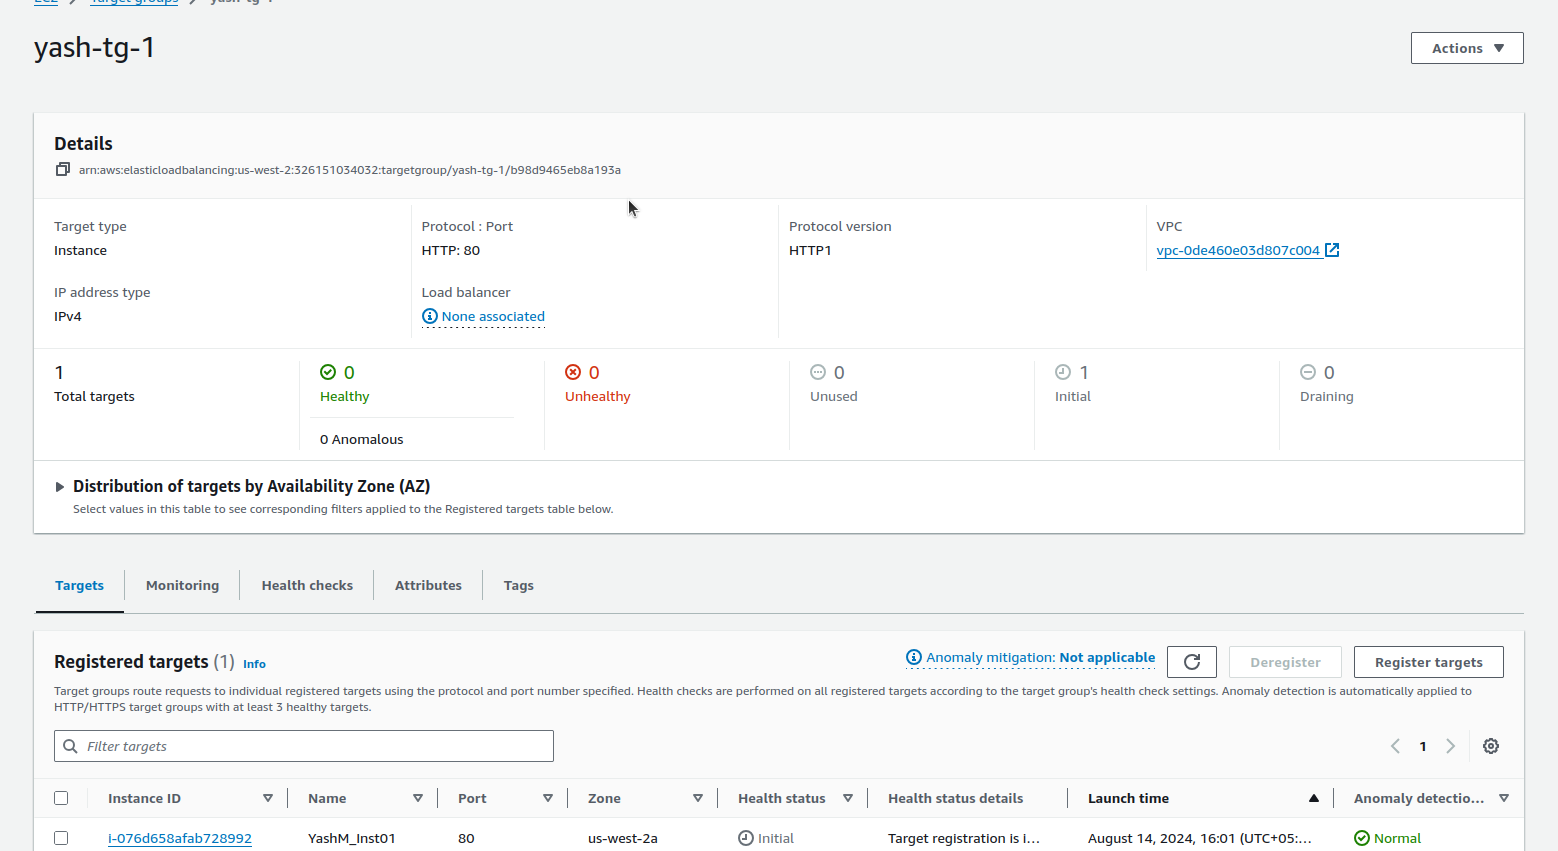 EC2 > Target groups > yash-tg-1
yash-tg-1
Actions
Details
arn:aws:elasticloadbalancing:us-west-2:326151034032:targetgroup/yash-tg-1/b98d9465eb8a193a
Target type
Instance
Protocol : Port
HTTP: 80
Protocol version
HTTP1
VPC
vpc-0de460e03d807c004
IP address type
IPv4
Load balancer
None associated
1
Total targets
0
Healthy
0 Anomalous
0
Unhealthy
0
Unused
1
Initial
0
Draining
Distribution of targets by Availability Zone (AZ)
Select values in this table to see corresponding filters applied to the Registered targets table below.
Targets Monitoring Health checks Attributes Tags
Registered targets (1) Info
Anomaly mitigation: Not applicable
Deregister
Register targets
Target groups route requests to individual registered targets using the protocol and port number specified. Health checks are performed on all registered targets according to the target group's health check settings. Anomaly detection is automatically applied to
HTTP/HTTPS target groups with at least 3 healthy targets.
Filter targets
1
Instance ID Name Port Zone Health status Health status details Launch time Anomaly detectio...
i-076d658afab728992 YashM_Inst01 80 us-west-2a Initial Target registration is i... August 14, 2024, 16:01 (UTC+05:... Normal